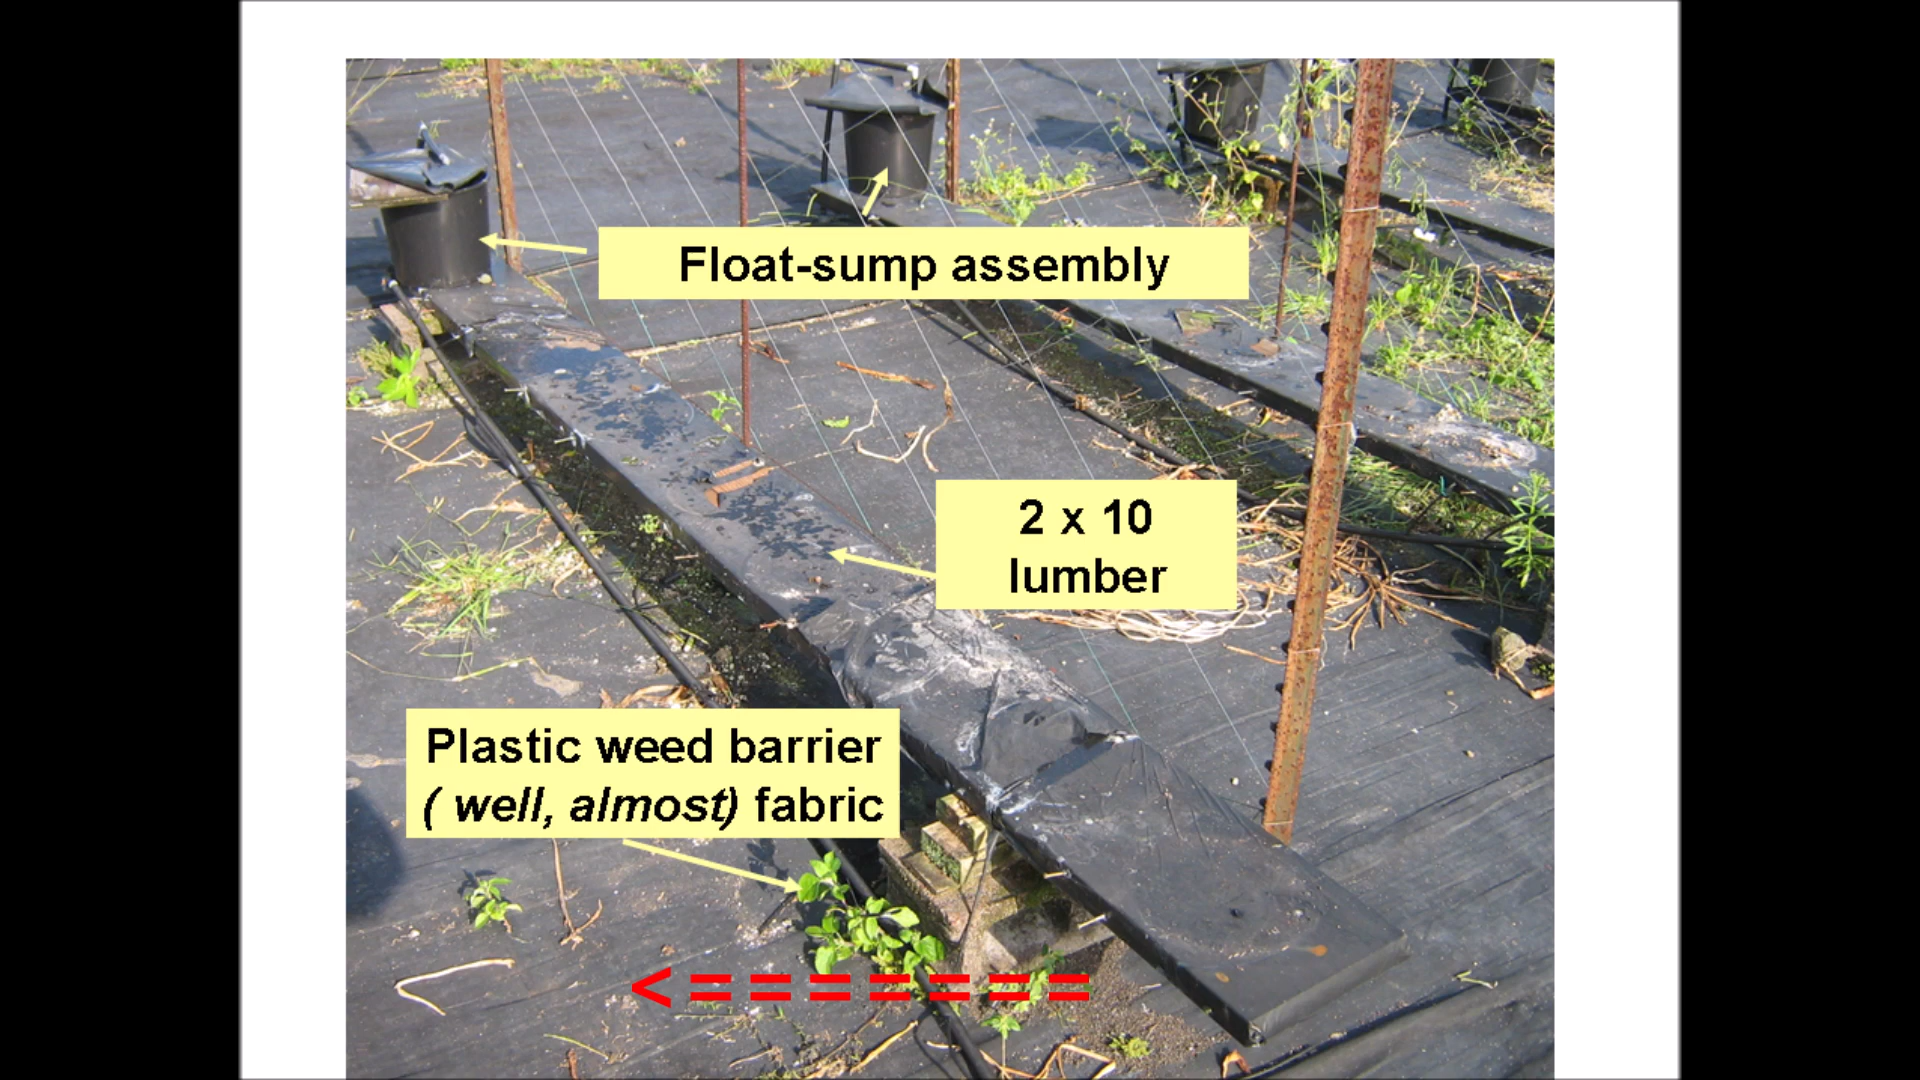 Float-sump assembly
2 x 10
lumber
Plastic weed barrier
( well, almost) fabric